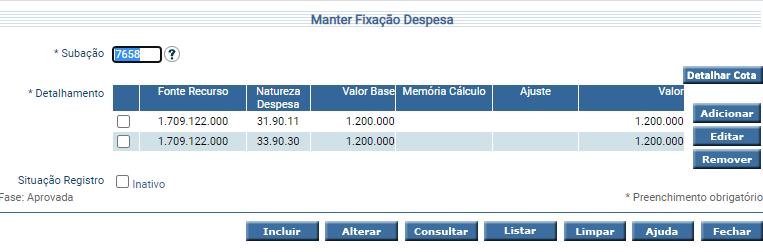 Manter Fixação Despesa
* Subação 7658 ?
Detalhar Cota
* Detalhamento
Fonte Recurso Natureza Despesa Valor Base Memória Cálculo Ajuste Valor
1.709.122.000 31.90.11 1.200.000 1.200.000
1.709.122.000 33.90.30 1.200.000 1.200.000
Adicionar
Editar
Remover
Situação Registro Inativo
Fase: Aprovada * Preenchimento obrigatório
Incluir Alterar Consultar Listar Limpar Ajuda Fechar